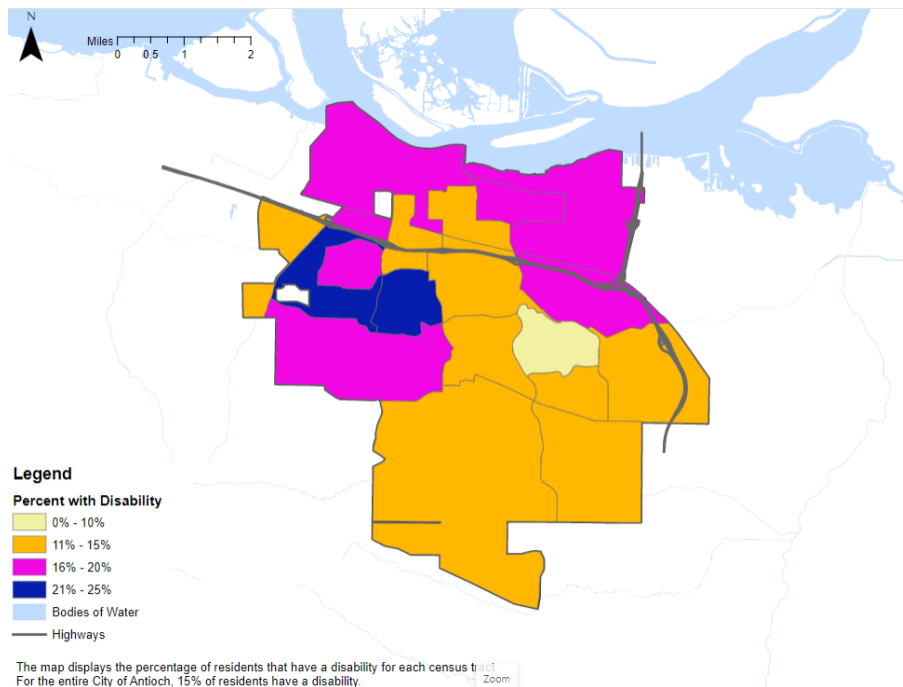 N
Miles
0 0.5 1 2
Legend
Percent with Disability
0% - 10%
11% - 15%
16% - 20%
21% - 25%
Bodies of Water
Highways
The map displays the percentage of residents that have a disability for each census tract.
For the entire City of Antioch, 15% of residents have a disability.
Zoom